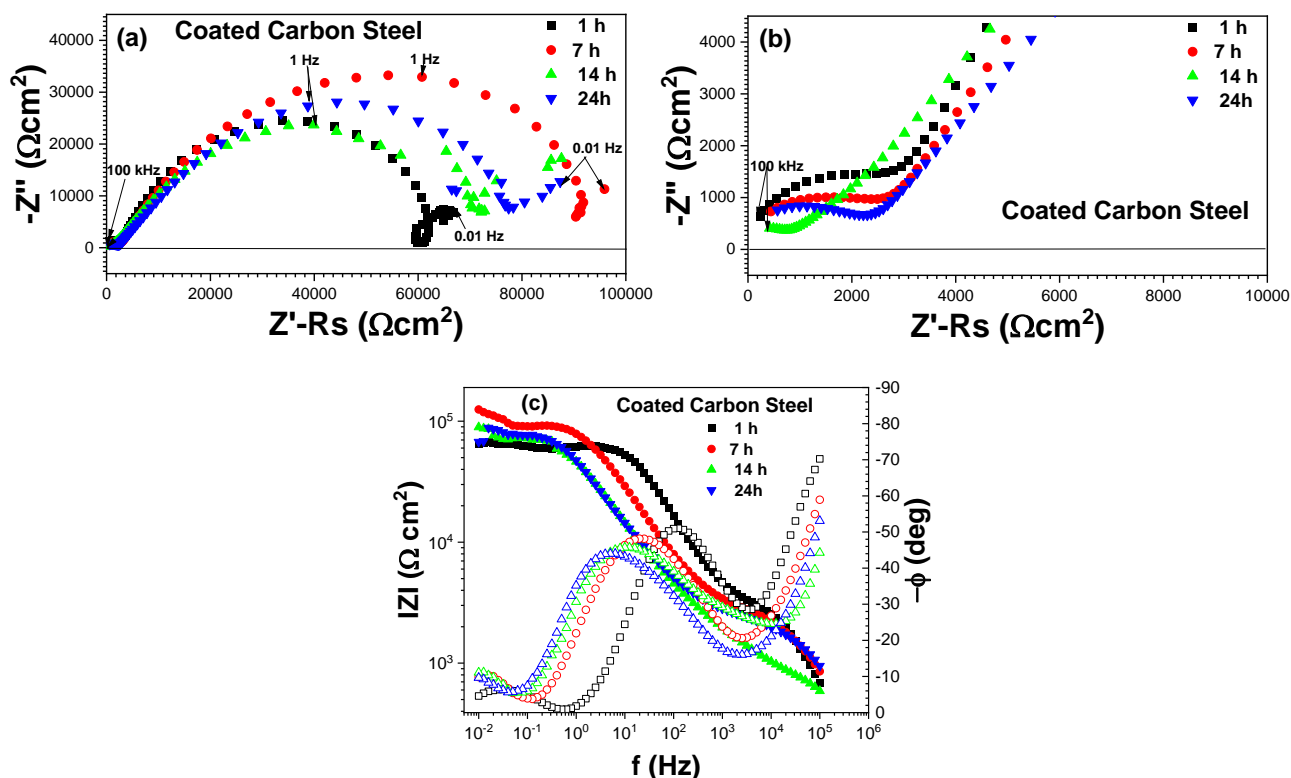 (a) Coated Carbon Steel
1 h
7 h
14 h
24h
1 Hz
1 Hz
100 kHz
0.01 Hz
0.01 Hz
40000
30000
20000
10000
0
-Z'' (Ωcm²)
0 20000 40000 60000 80000 100000
Z'-Rs (Ωcm²)
(b)
1 h
7 h
14 h
24h
100 kHz
Coated Carbon Steel
4000
3000
2000
1000
0
-Z'' (Ωcm²)
0 2000 4000 6000 8000 10000
Z'-Rs (Ωcm²)
(c) Coated Carbon Steel
1 h
7 h
14 h
24h
10⁵
10⁴
10³
IZI (Ω cm²)
-90
-80
-70
-60
-50
-40
-30
-20
-10
0
−ϕ (deg)
10⁻² 10⁻¹ 10⁰ 10¹ 10² 10³ 10⁴ 10⁵ 10⁶
f (Hz)